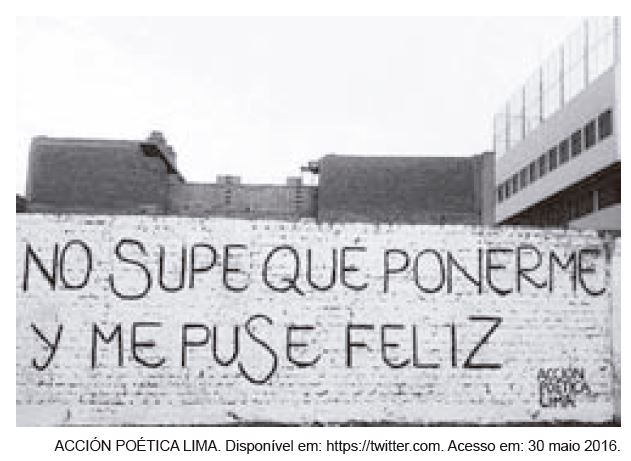 NO SUPE QUÉ PONERME
Y ME PUSE FELIZ
ACCIÓN
POÉTICA
LIMA
ACCIÓN POÉTICA LIMA. Disponível em: https://twitter.com. Acesso em: 30 maio 2016.